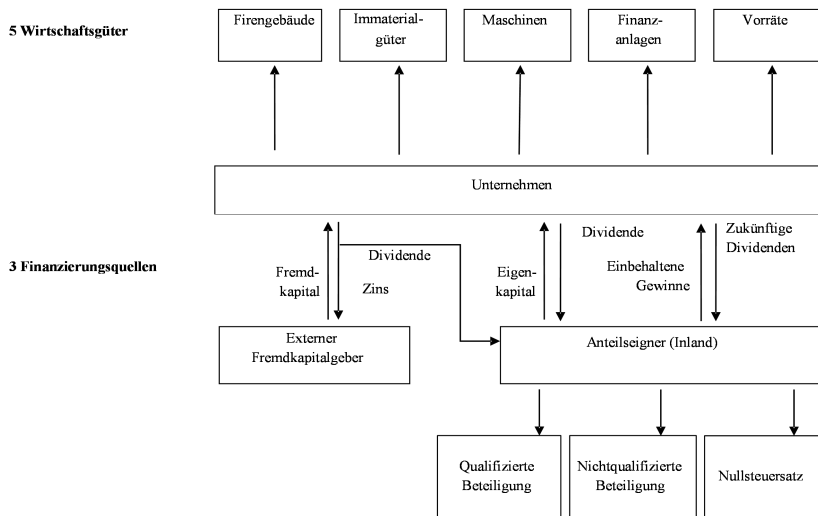 5 Wirtschaftsgüter
Firengebäude
Immaterial-
güter
Maschinen
Finanz-
anlagen
Vorräte
Unternehmen
3 Finanzierungsquellen
Fremd-
kapital
Dividende
Zins
Eigen-
kapital
Dividende
Einbehaltene
Gewinne
Zukünftige
Dividenden
Externer
Fremdkapitalgeber
Anteilseigner (Inland)
Qualifizierte
Beteiligung
Nichtqualifizierte
Beteiligung
Nullsteuersatz